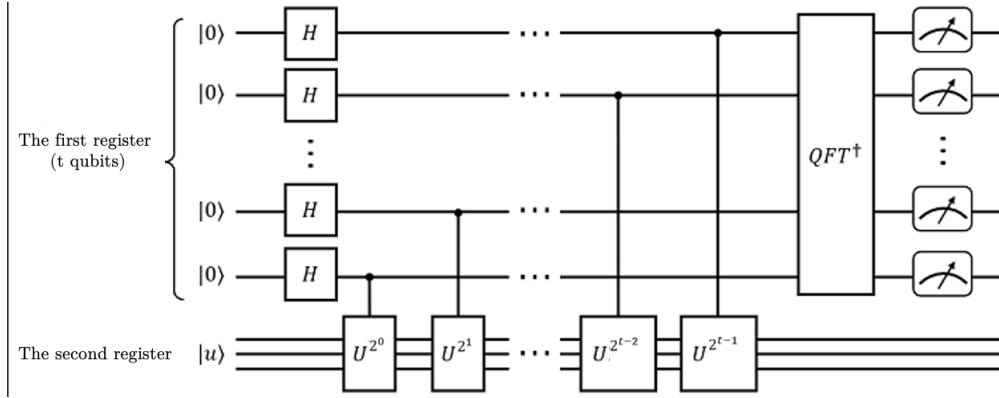 |0⟩ H ...
|0⟩ H ...
The first register
(t qubits)
QFT†
|0⟩ H ...
|0⟩ H ...
The second register |u⟩ U^{2^0} U^{2^1} ... U^{2^{t-2}} U^{2^{t-1}}